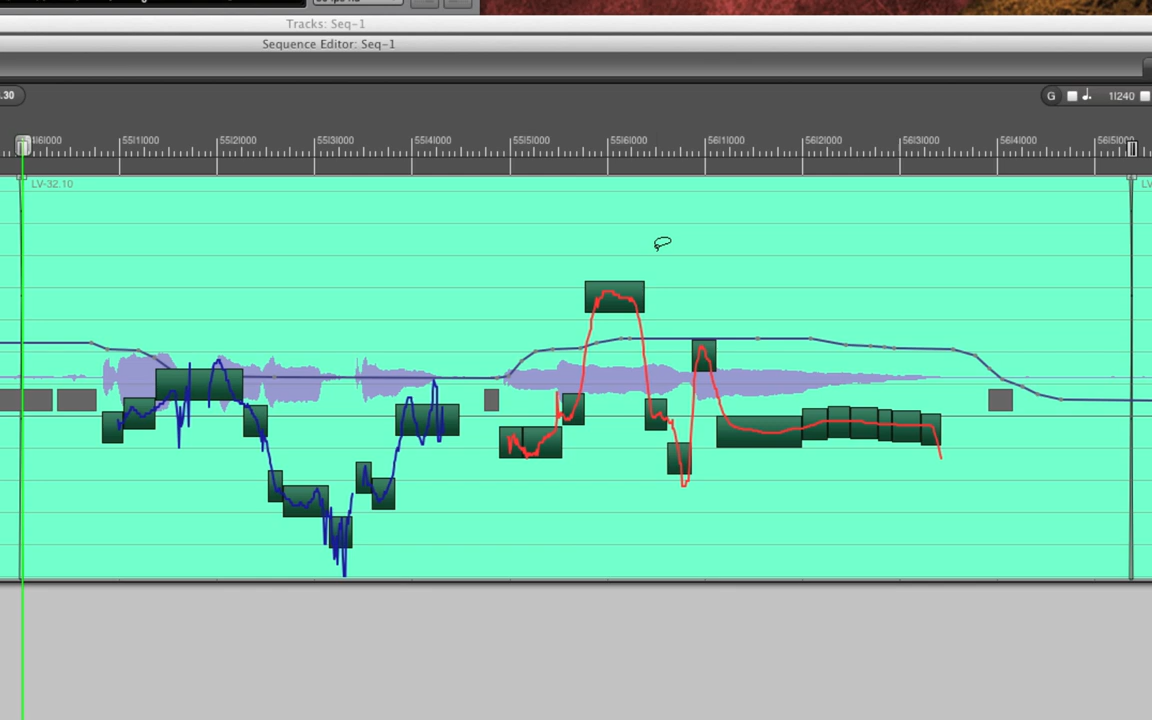 Tracks: Seq-1
Sequence Editor: Seq-1
.30
G 1|240
55|1|000 55|2|000 55|3|000 55|4|000 55|5|000 55|6|000 56|1|000 56|2|000 56|3|000 56|4|000
LV-32.10